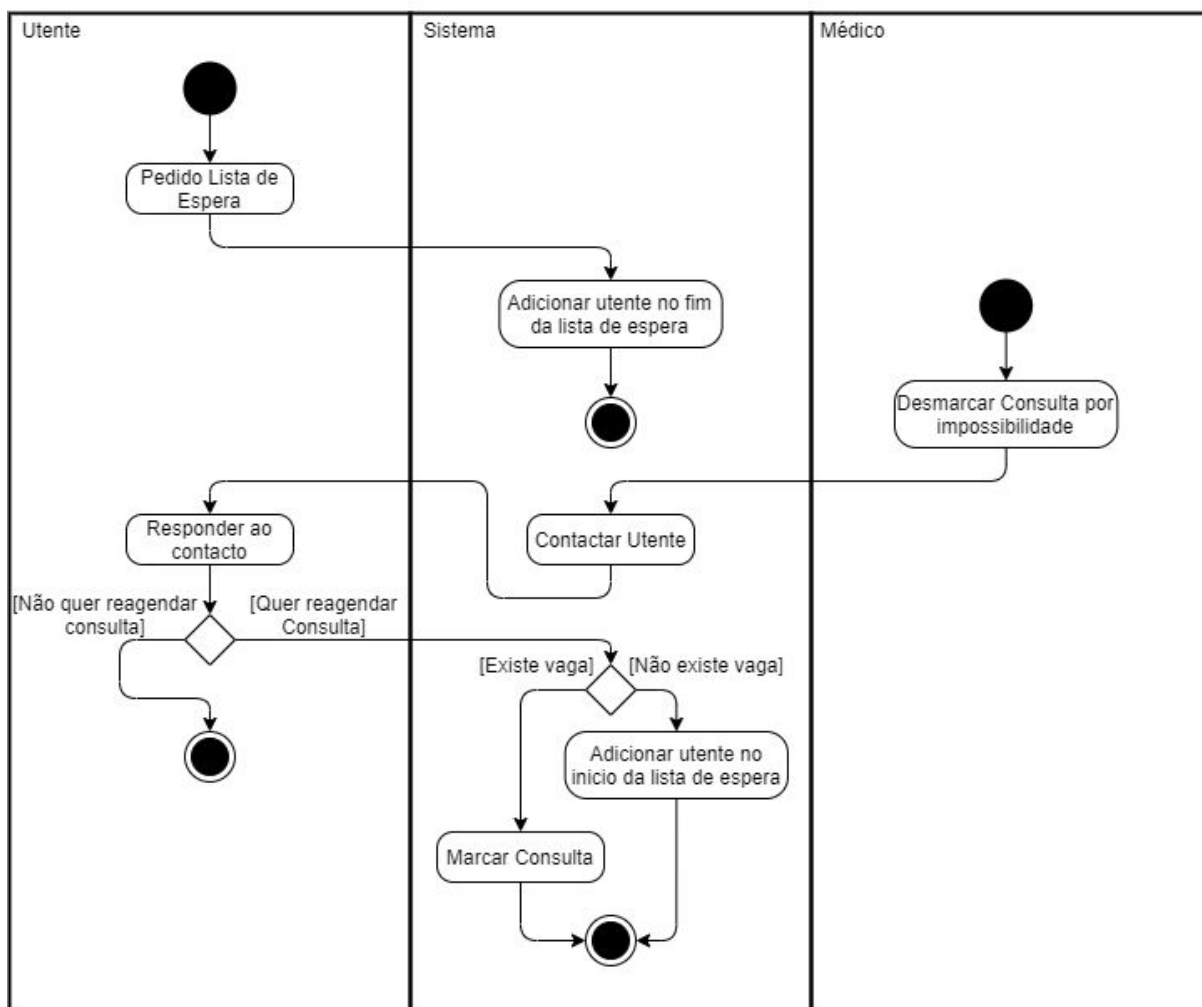 Utente
Sistema
Médico
Pedido Lista de
Espera
Adicionar utente no fim
da lista de espera
Desmarcar Consulta por
impossibilidade
Responder ao
contacto
Contactar Utente
[Não quer reagendar
consulta]
[Quer reagendar
Consulta]
[Existe vaga]
[Não existe vaga]
Adicionar utente no
inicio da lista de espera
Marcar Consulta